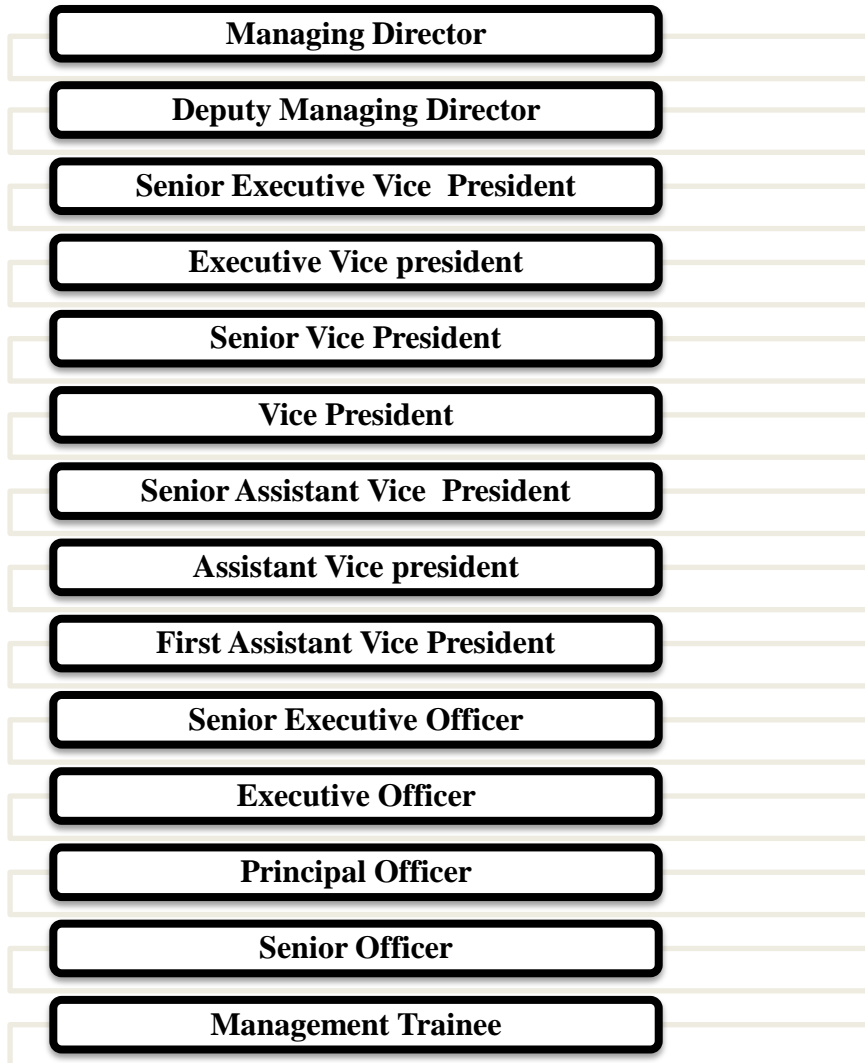 Managing Director
Deputy Managing Director
Senior Executive Vice President
Executive Vice president
Senior Vice President
Vice President
Senior Assistant Vice President
Assistant Vice president
First Assistant Vice President
Senior Executive Officer
Executive Officer
Principal Officer
Senior Officer
Management Trainee